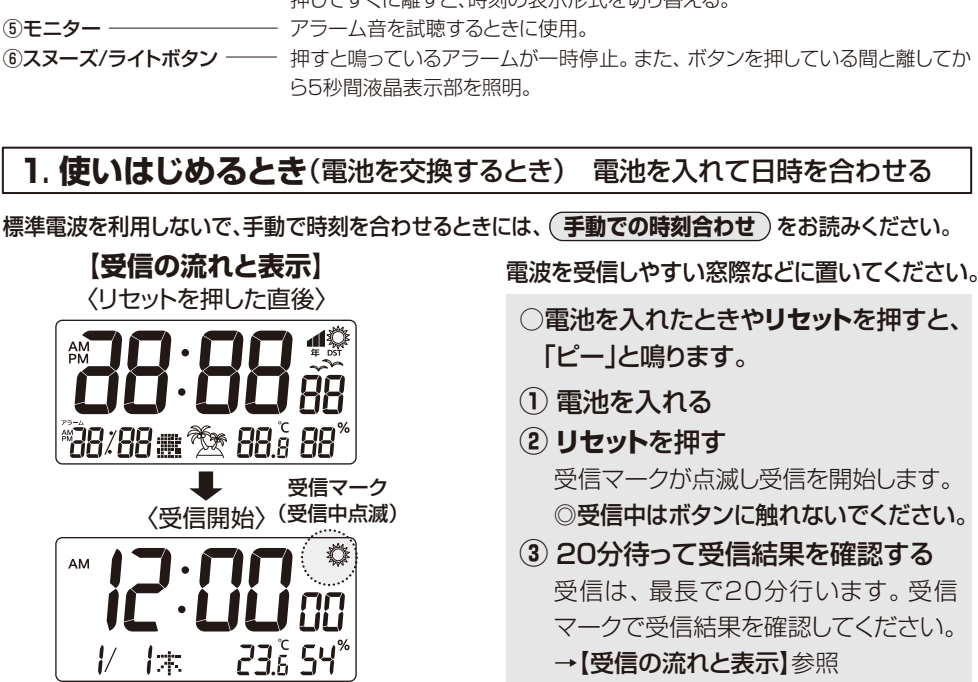 押してすぐに離すと、時刻の表示形式を切り替える。
⑤モニター ――――――― アラーム音を試聴するときに使用。
⑥スヌーズ/ライトボタン ―― 押すと鳴っているアラームが一時停止。また、ボタンを押している間と離してか
ら5秒間液晶表示部を照明。
1. 使いはじめるとき(電池を交換するとき) 電池を入れて日時を合わせる
標準電波を利用しないで、手動で時刻を合わせるときには、(手動での時刻合わせ)をお読みください。
【受信の流れと表示】
〈リセットを押した直後〉
AM
PM
38:88
年 DST
88
アラーム
AM
PM
38/88
88.8℃ 88%
受信マーク
〈受信開始〉(受信中点滅)
AM
12:00
00
1/ 1木 23.6℃ 54%
電波を受信しやすい窓際などに置いてください。
○電池を入れたときやリセットを押すと、
「ピー」と鳴ります。
① 電池を入れる
② リセットを押す
受信マークが点滅し受信を開始します。
◎受信中はボタンに触れないでください。
③ 20分待って受信結果を確認する
受信は、最長で20分行います。受信
マークで受信結果を確認してください。
→【受信の流れと表示】参照